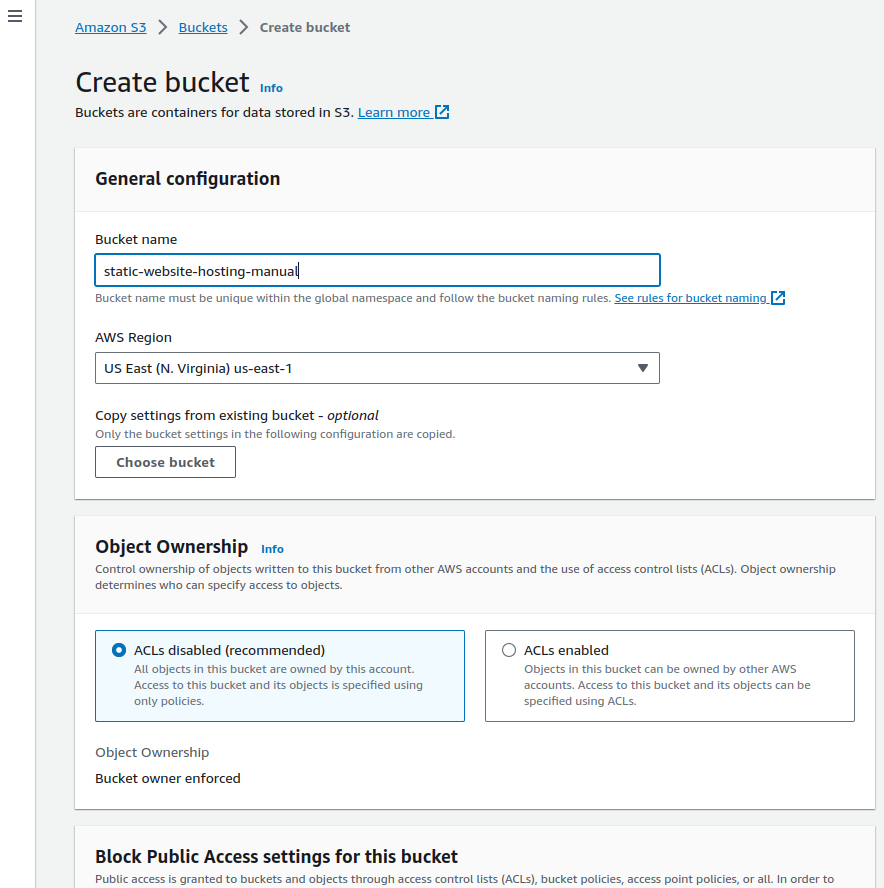 Amazon S3 > Buckets > Create bucket
Create bucket Info
Buckets are containers for data stored in S3. Learn more
General configuration
Bucket name
static-website-hosting-manual
Bucket name must be unique within the global namespace and follow the bucket naming rules. See rules for bucket naming
AWS Region
US East (N. Virginia) us-east-1
Copy settings from existing bucket - optional
Only the bucket settings in the following configuration are copied.
Choose bucket
Object Ownership Info
Control ownership of objects written to this bucket from other AWS accounts and the use of access control lists (ACLs). Object ownership
determines who can specify access to objects.
ACLs disabled (recommended)
All objects in this bucket are owned by this account.
Access to this bucket and its objects is specified using
only policies.
ACLs enabled
Objects in this bucket can be owned by other AWS
accounts. Access to this bucket and its objects can be
specified using ACLs.
Object Ownership
Bucket owner enforced
Block Public Access settings for this bucket
Public access is granted to buckets and objects through access control lists (ACLs), bucket policies, access point policies, or all. In order to